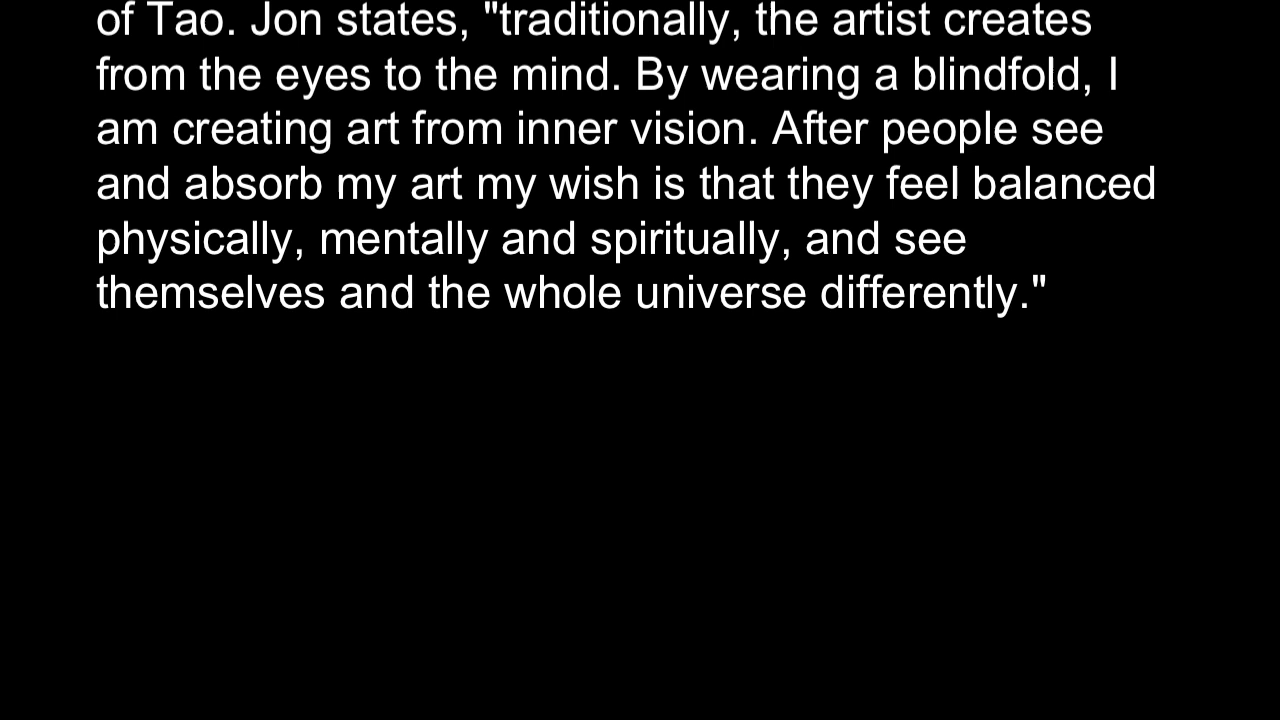 of Tao. Jon states, "traditionally, the artist creates
from the eyes to the mind. By wearing a blindfold, I
am creating art from inner vision. After people see
and absorb my art my wish is that they feel balanced
physically, mentally and spiritually, and see
themselves and the whole universe differently."